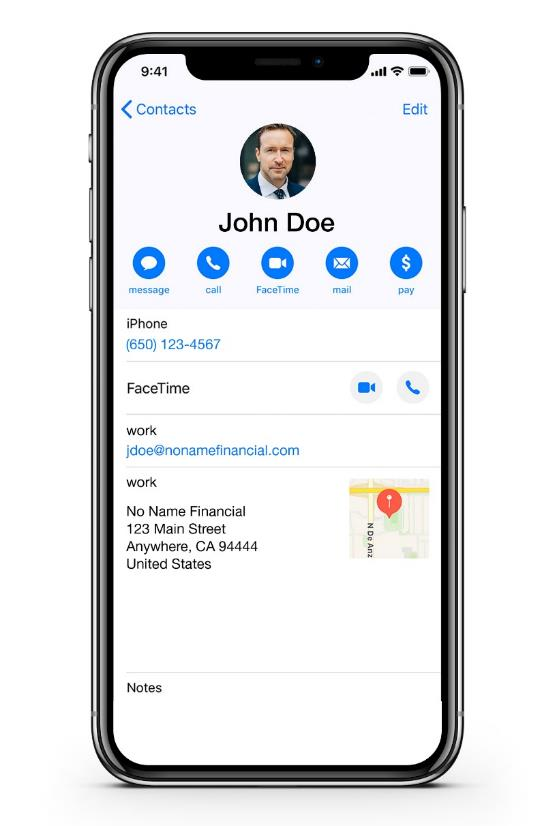 9:41
Contacts
Edit
John Doe
message
call
FaceTime
mail
pay
iPhone
(650) 123-4567
FaceTime
work
jdoe@nonamefinancial.com
work
No Name Financial
123 Main Street
Anywhere, CA 94444
United States
N De Anz
Notes